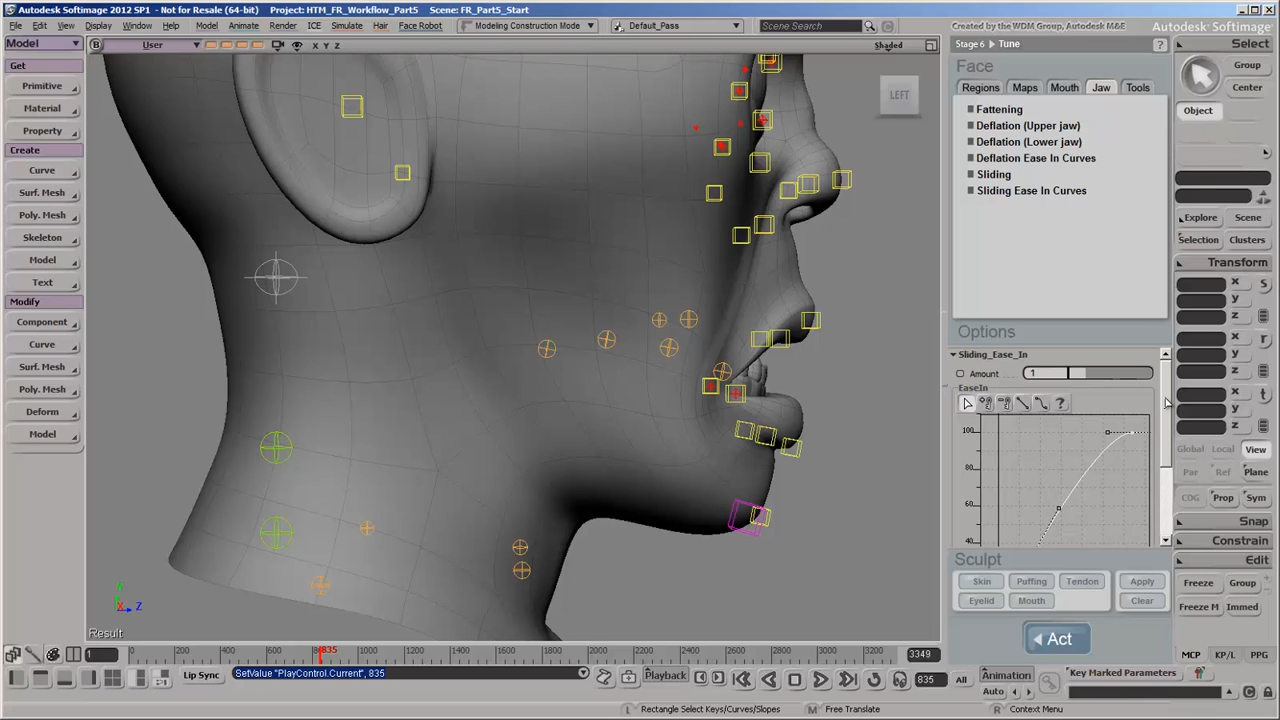 Autodesk Softimage 2012 SP1 - Not for Resale (64-bit) Project: HTM_FR_Workflow_Part5 Scene: FR_Part5_Start
File Edit View Display Window Help Model Animate Render ICE Simulate Hair Face Robot Modeling Construction Mode Default_Pass Scene Search Created by the WDM Group, Autodesk M&E Autodesk Softimage
Model B User X Y Z Shaded Stage 6 Tune ? Select
Get
Primitive
Material
Property
Create
Curve
Surf. Mesh
Poly. Mesh
Skeleton
Model
Text
Modify
Component
Curve
Surf. Mesh
Poly. Mesh
Deform
Model
LEFT
Result
Y
X Z
Face
Regions Maps Mouth Jaw Tools
Fattening
Deflation (Upper jaw)
Deflation (Lower jaw)
Deflation Ease In Curves
Sliding
Sliding Ease In Curves
Options
Sliding_Ease_In
Amount 1
EaseIn
?
100
80
60
40
Sculpt
Skin Puffing Tendon Apply
Eyelid Mouth Clear
Act
Group
Center
Object
Explore Scene
Selection Clusters
Transform
x S
y
z
x r
y
z
x t
y
z
Global Local View
Par Ref Plane
COG Prop Sym
Snap
Constrain
Edit
Freeze Group
Freeze M Immed
MCP KP/L PPG
1 0 200 400 600 835 1000 1200 1400 1600 1800 2000 2200 2400 2600 2800 3000 3200 3349
Lip Sync SetValue "PlayControl.Current", 835 Playback 835 All Animation Auto Key Marked Parameters
L Rectangle Select Keys/Curves/Slopes M Free Translate R Context Menu